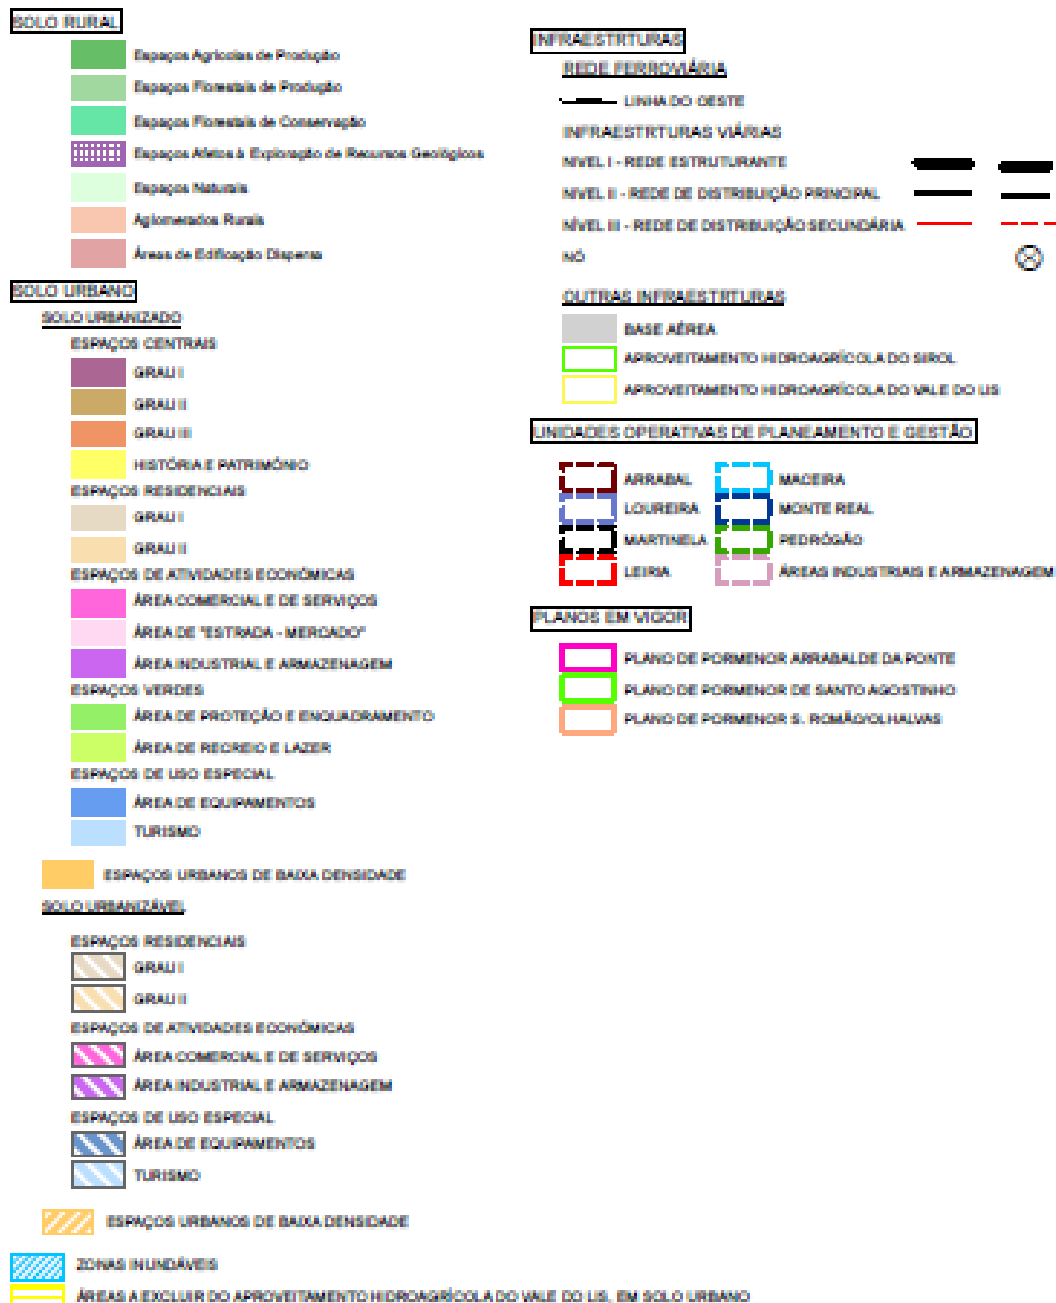 SOLO RURAL
Espaços Agrícolas de Produção
Espaços Florestais de Produção
Espaços Florestais de Conservação
Espaços Afetos à Exploração de Recursos Geológicos
Espaços Naturais
Aglomerados Rurais
Áreas de Edificação Dispersa
SOLO URBANO
SOLO URBANIZADO
ESPAÇOS CENTRAIS
GRAU I
GRAU II
GRAU III
HISTÓRIA E PATRIMÓNIO
ESPAÇOS RESIDENCIAIS
GRAU I
GRAU II
ESPAÇOS DE ATIVIDADES ECONÓMICAS
ÁREA COMERCIAL E DE SERVIÇOS
ÁREA DE "ESTRADA - MERCADO"
ÁREA INDUSTRIAL E ARMAZENAGEM
ESPAÇOS VERDES
ÁREA DE PROTEÇÃO E ENQUADRAMENTO
ÁREA DE RECREIO E LAZER
ESPAÇOS DE USO ESPECIAL
ÁREA DE EQUIPAMENTOS
TURISMO
ESPAÇOS URBANOS DE BAIXA DENSIDADE
SOLO URBANIZÁVEL
ESPAÇOS RESIDENCIAIS
GRAU I
GRAU II
ESPAÇOS DE ATIVIDADES ECONÓMICAS
ÁREA COMERCIAL E DE SERVIÇOS
ÁREA INDUSTRIAL E ARMAZENAGEM
ESPAÇOS DE USO ESPECIAL
ÁREA DE EQUIPAMENTOS
TURISMO
ESPAÇOS URBANOS DE BAIXA DENSIDADE
ZONAS INUNDÁVEIS
ÁREAS A EXCLUIR DO APROVEITAMENTO HIDROAGRÍCOLA DO VALE DO LIS, EM SOLO URBANO
INFRAESTRTURAS
REDE FERROVIÁRIA
LINHA DO OESTE
INFRAESTRTURAS VIÁRIAS
NIVEL I - REDE ESTRUTURANTE
NIVEL II - REDE DE DISTRIBUIÇÃO PRINCIPAL
NÍVEL III - REDE DE DISTRIBUIÇÃO SECUNDÁRIA
NÓ
OUTRAS INFRAESTRTURAS
BASE AÉREA
APROVEITAMENTO HIDROAGRÍCOLA DO SIROL
APROVEITAMENTO HIDROAGRÍCOLA DO VALE DO LIS
UNIDADES OPERATIVAS DE PLANEAMENTO E GESTÃO
ARRABAL MACEIRA
LOUREIRA MONTE REAL
MARTINELA PEDRÓGÃO
LEIRIA ÁREAS INDUSTRIAIS E ARMAZENAGEM
PLANOS EM VIGOR
PLANO DE PORMENOR ARRABALDE DA PONTE
PLANO DE PORMENOR DE SANTO AGOSTINHO
PLANO DE PORMENOR S. ROMÃO/OLHALVAS